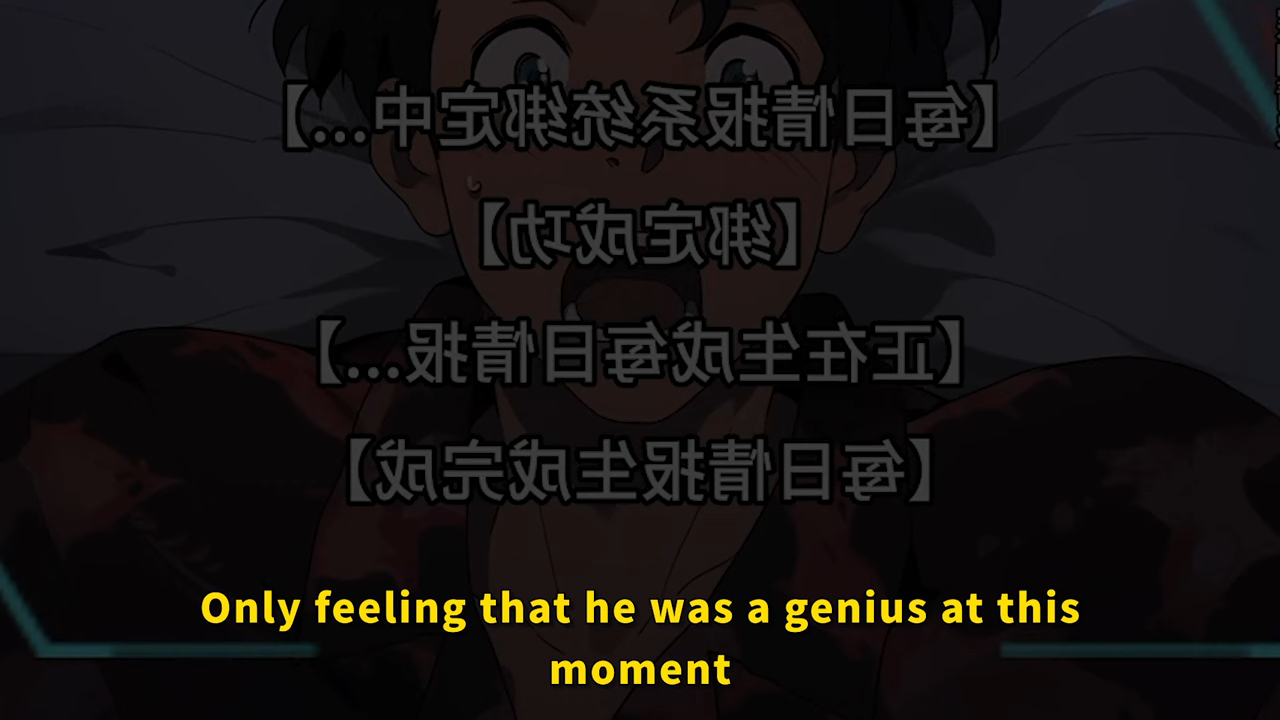 【每日情报系统绑定中...】
【绑定成功】
【正在生成每日情报...】
【每日情报生成完成】
Only feeling that he was a genius at this
moment